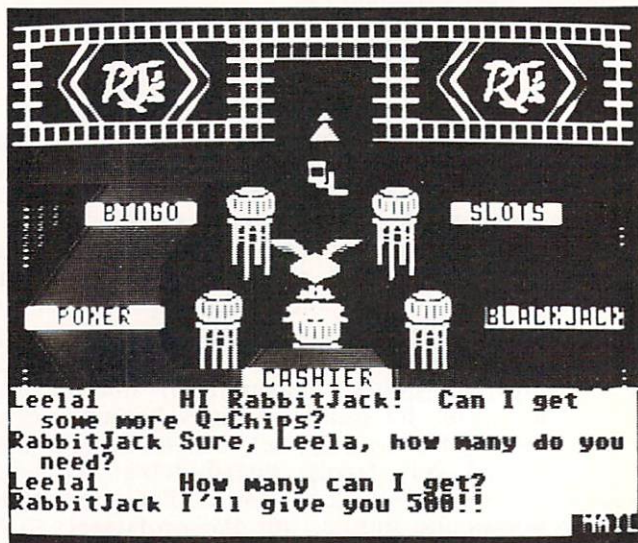 RJ's RJ's
BINGO SLOTS
POKER BLACKJACK
CASHIER
Leela1 HI RabbitJack! Can I get
some more Q-Chips?
RabbitJack Sure, Leela, how many do you
need?
Leela1 How many can I get?
RabbitJack I'll give you 500!!
MAIL